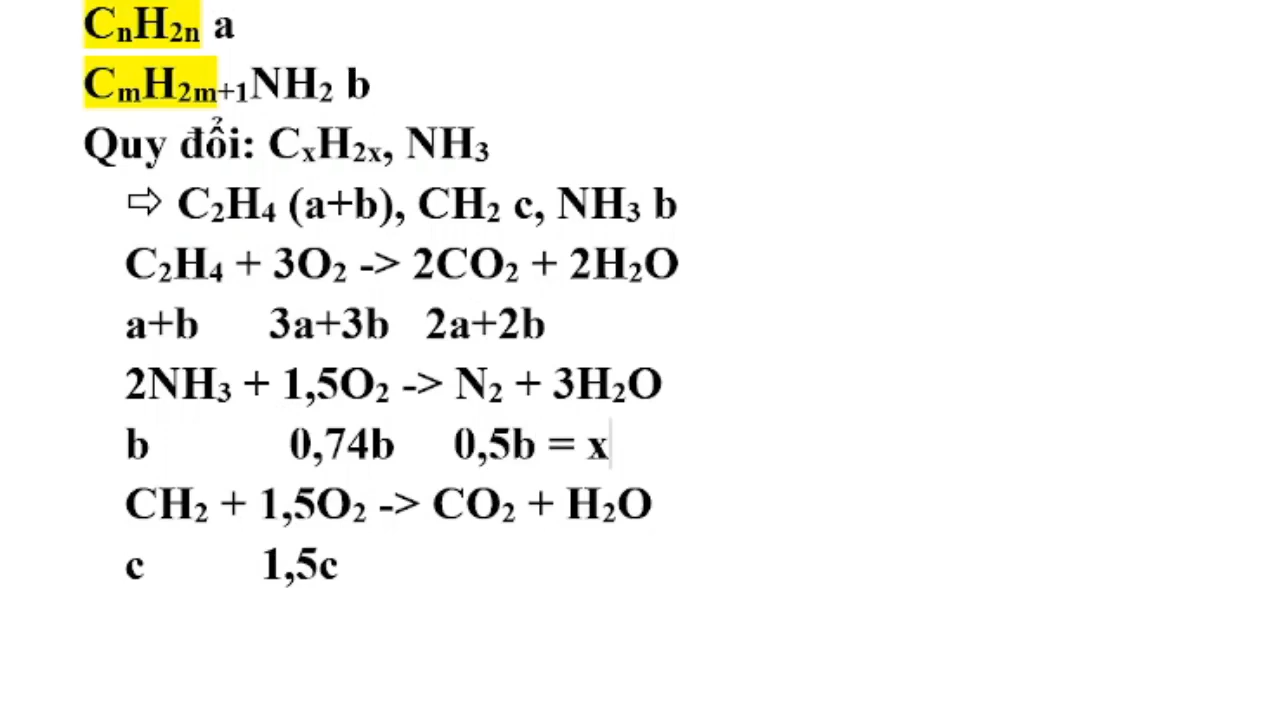 CₙH₂ₙ a
CₘH₂ₘ₊₁NH₂ b
Quy đổi: CₓH₂ₓ, NH₃
⇨ C₂H₄ (a+b), CH₂ c, NH₃ b
C₂H₄ + 3O₂ -> 2CO₂ + 2H₂O
a+b 3a+3b 2a+2b
2NH₃ + 1,5O₂ -> N₂ + 3H₂O
b 0,74b 0,5b = x
CH₂ + 1,5O₂ -> CO₂ + H₂O
c 1,5c